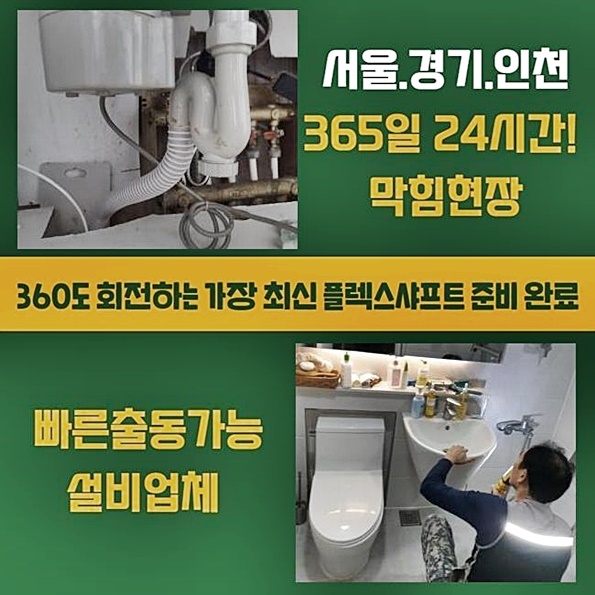 서울.경기.인천
365일 24시간!
막힘현장
360도 회전하는 가장 최신 플렉스샤프트 준비 완료
빠른출동가능
설비업체